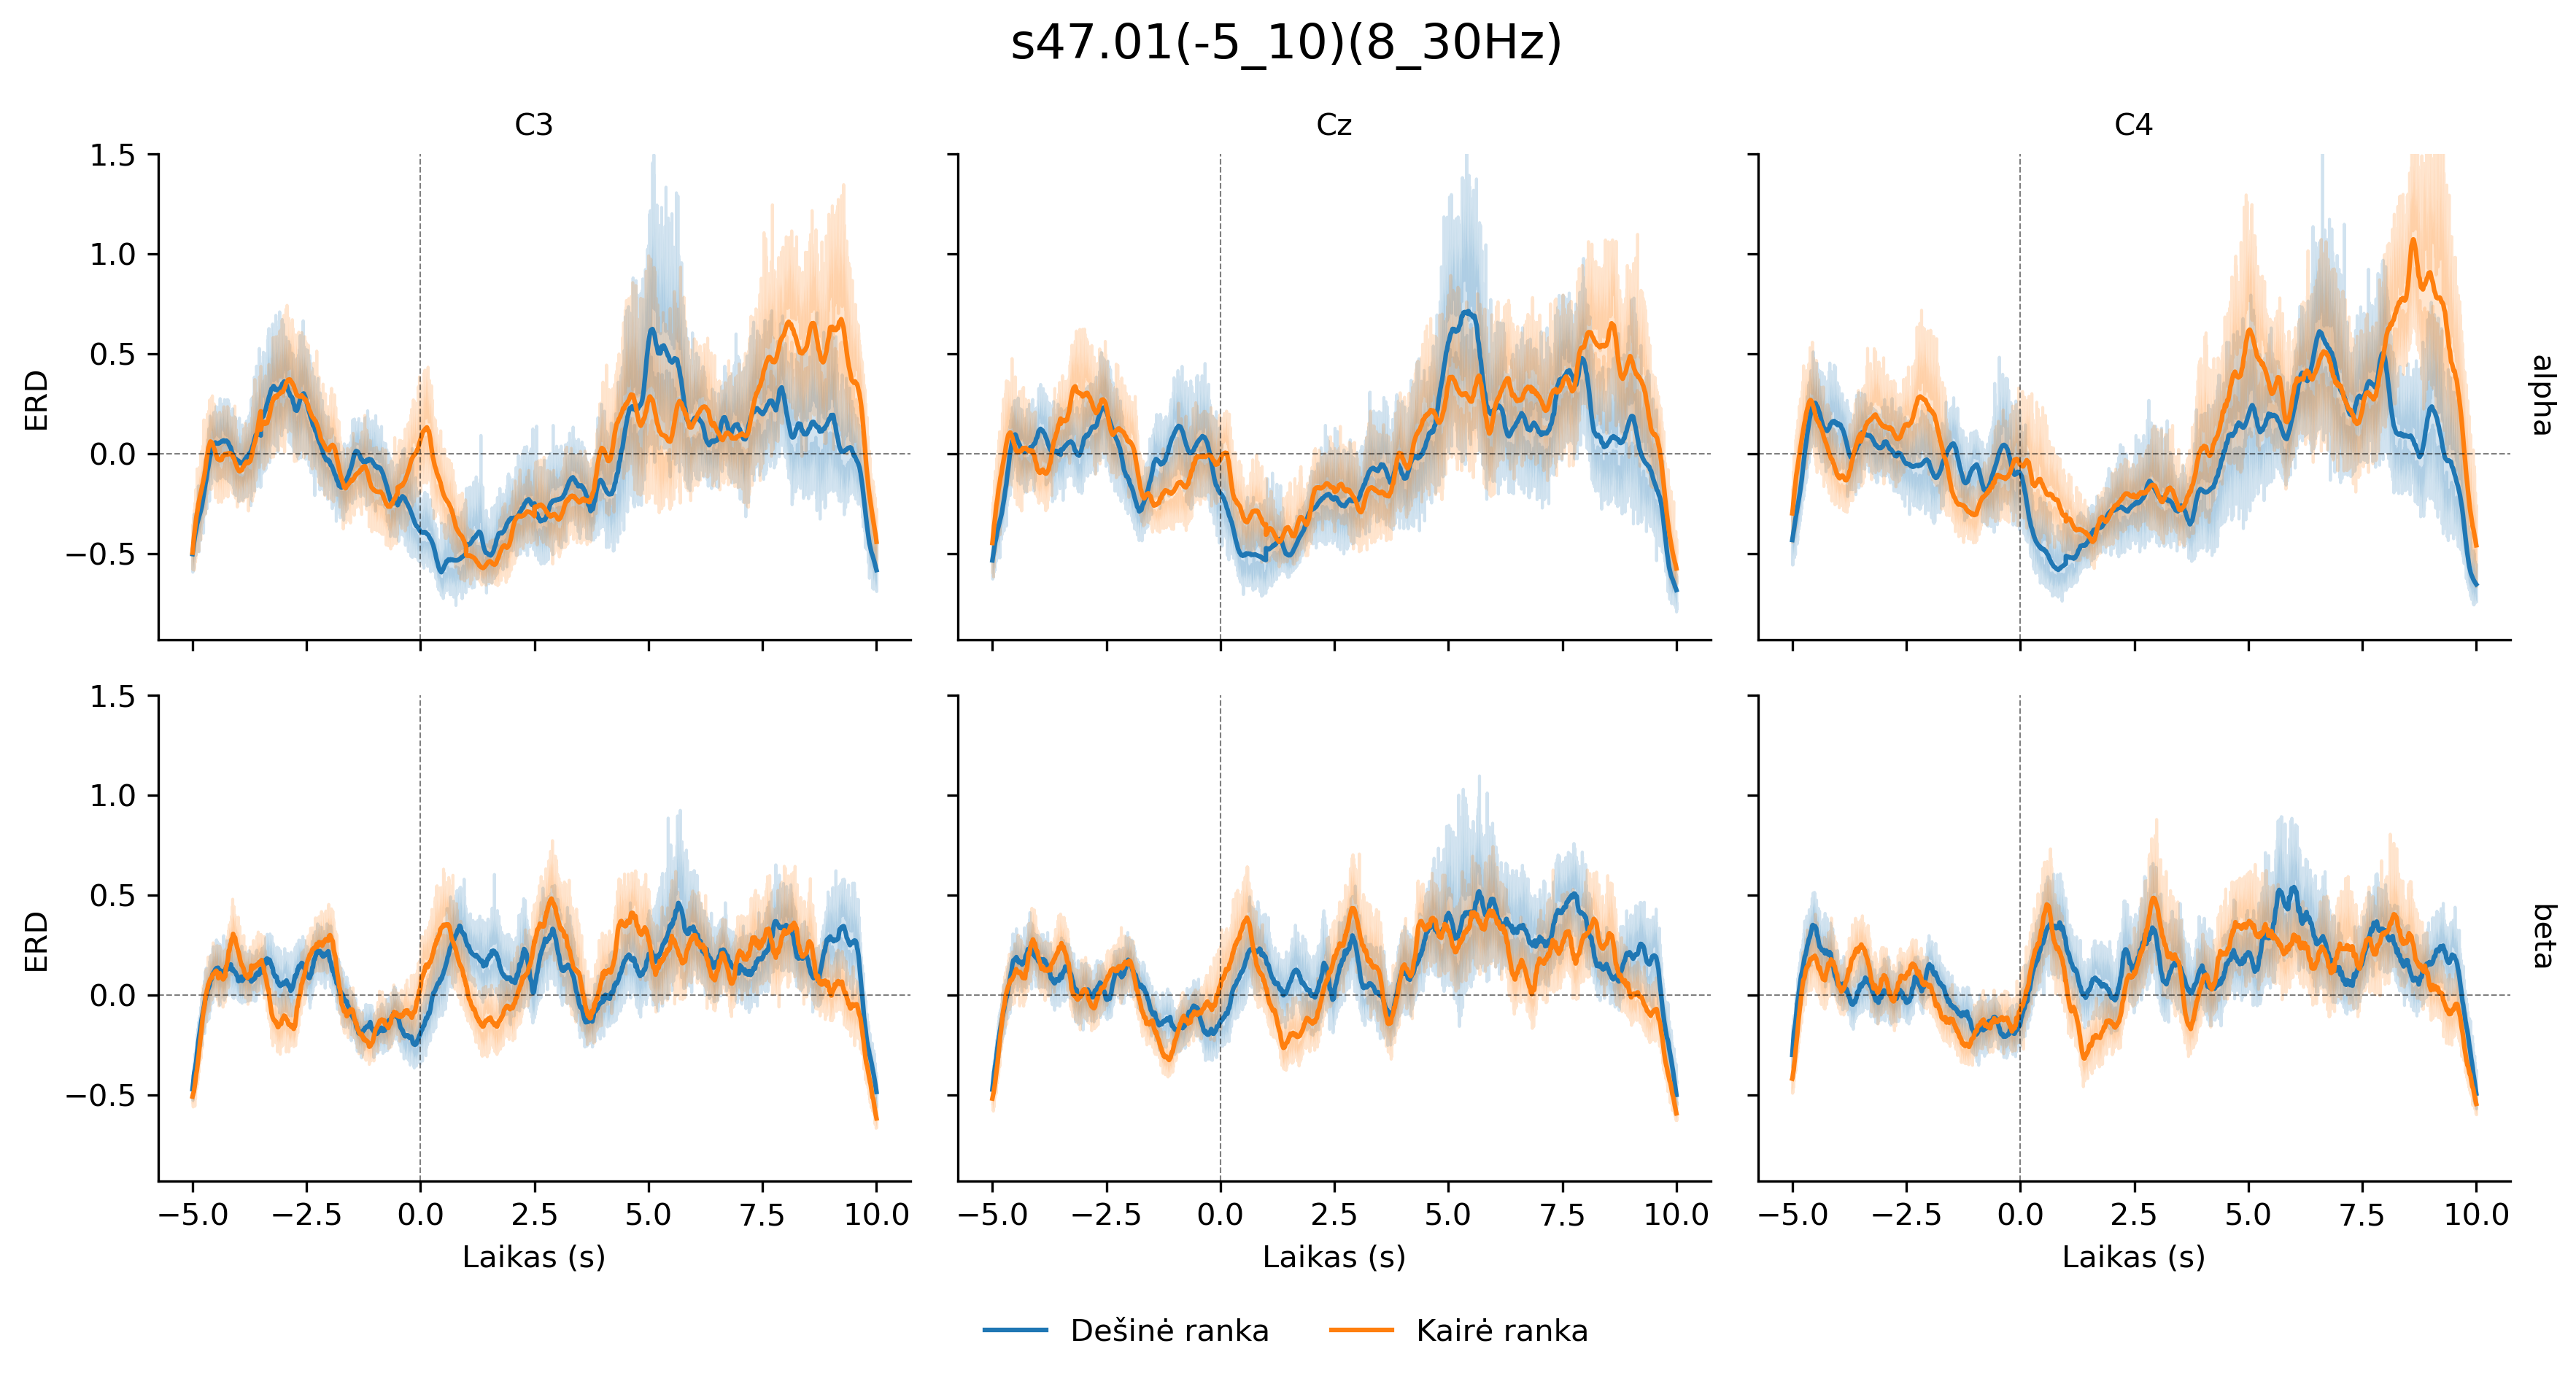 s47.01(-5_10)(8_30Hz)
C3 Cz C4
1.5
1.0
0.5
0.0
−0.5
ERD
alpha
1.5
1.0
0.5
0.0
−0.5
ERD
beta
−5.0 −2.5 0.0 2.5 5.0 7.5 10.0 −5.0 −2.5 0.0 2.5 5.0 7.5 10.0 −5.0 −2.5 0.0 2.5 5.0 7.5 10.0
Laikas (s) Laikas (s) Laikas (s)
Dešinė ranka Kairė ranka